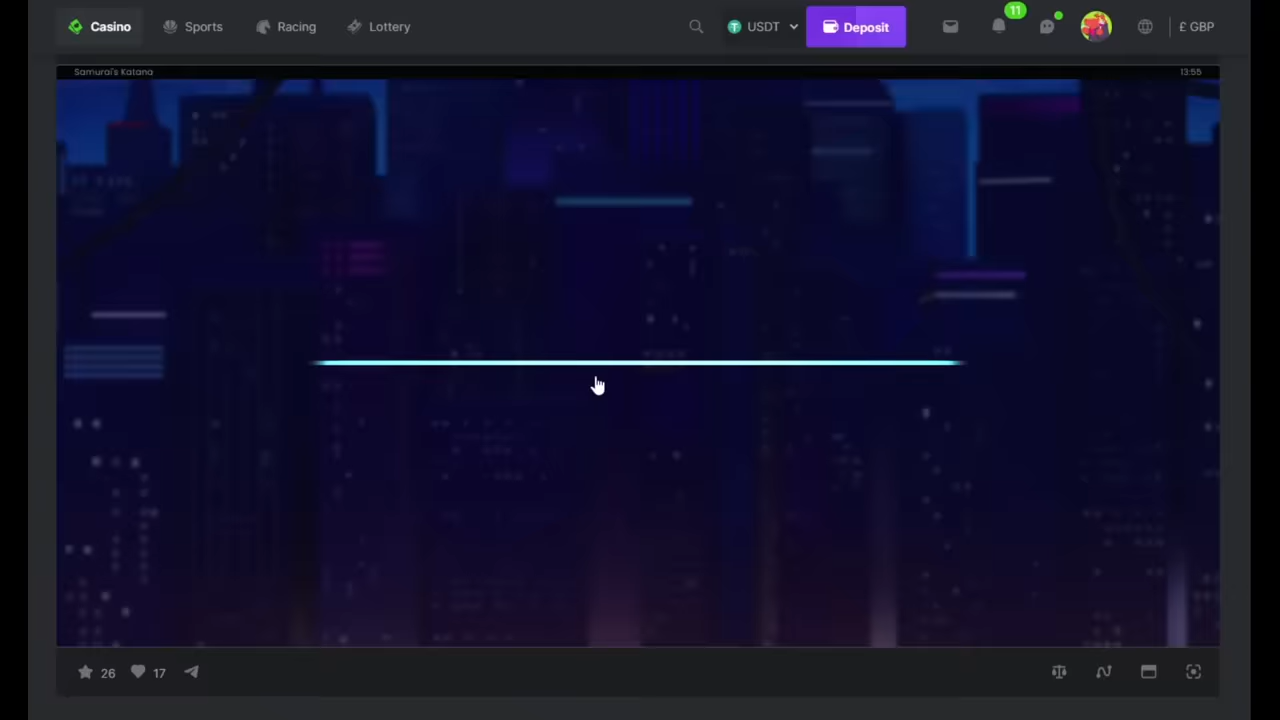 Casino
Sports
Racing
Lottery
USDT
Deposit
11
£ GBP
Samurai's Katana
13:55
26
17